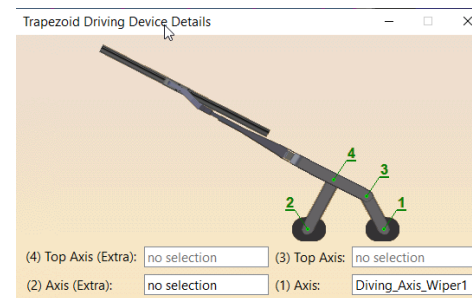 Trapezoid Driving Device Details
4
3
2
1
(4) Top Axis (Extra): no selection (3) Top Axis: no selection
(2) Axis (Extra): no selection (1) Axis: Diving_Axis_Wiper1